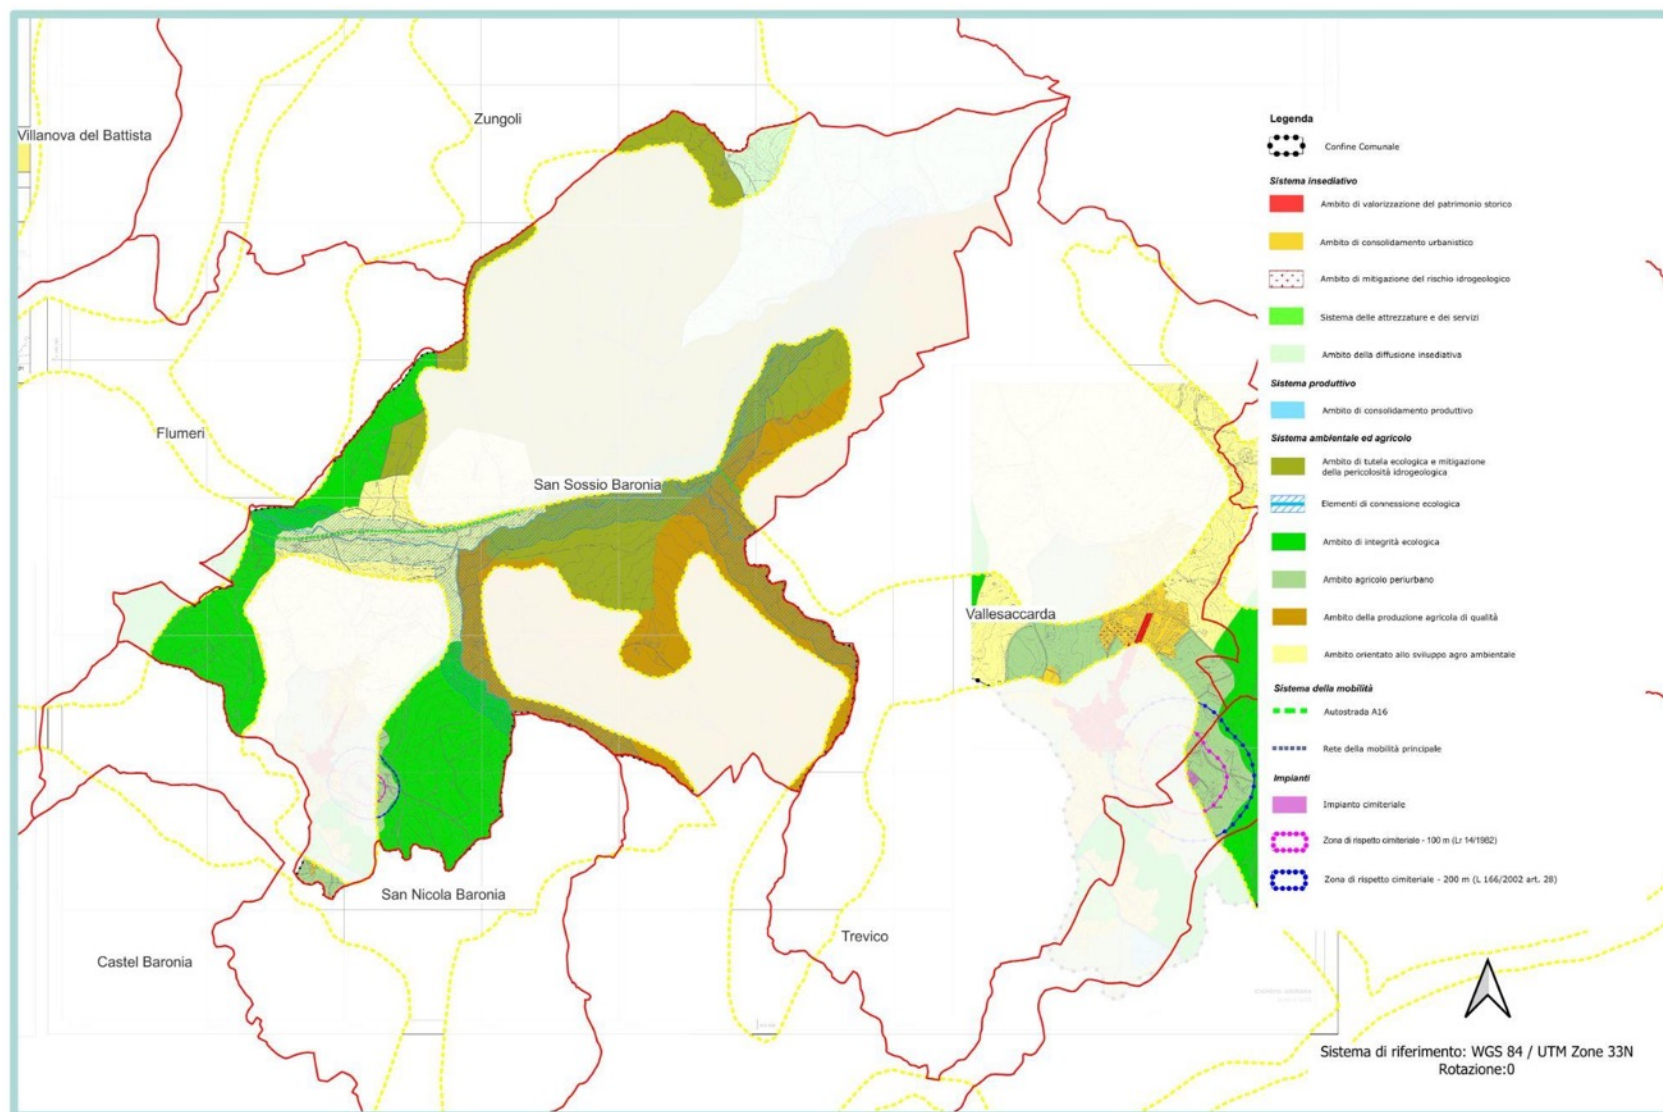 Zungoli
Villanova del Battista
Flumeri
San Sossio Baronia
Vallesaccarda
San Nicola Baronia
Trevico
Castel Baronia
Legenda
Confine Comunale
Sistema insediativo
Ambito di valorizzazione del patrimonio storico
Ambito di consolidamento urbanistico
Ambito di mitigazione del rischio idrogeologico
Sistema delle attrezzature e dei servizi
Ambito della diffusione insediativa
Sistema produttivo
Ambito di consolidamento produttivo
Sistema ambientale ed agricolo
Ambito di tutela ecologica e mitigazione
della pericolosità idrogeologica
Elementi di connessione ecologica
Ambito di integrità ecologica
Ambito agricolo periurbano
Ambito della produzione agricola di qualità
Ambito orientato allo sviluppo agro ambientale
Sistema della mobilità
Autostrada A16
Rete della mobilità principale
Impianti
Impianto cimiteriale
Zona di rispetto cimiteriale - 100 m (Lr 14/1982)
Zona di rispetto cimiteriale - 200 m (L 166/2002 art. 28)
Sistema di riferimento: WGS 84 / UTM Zone 33N
Rotazione:0